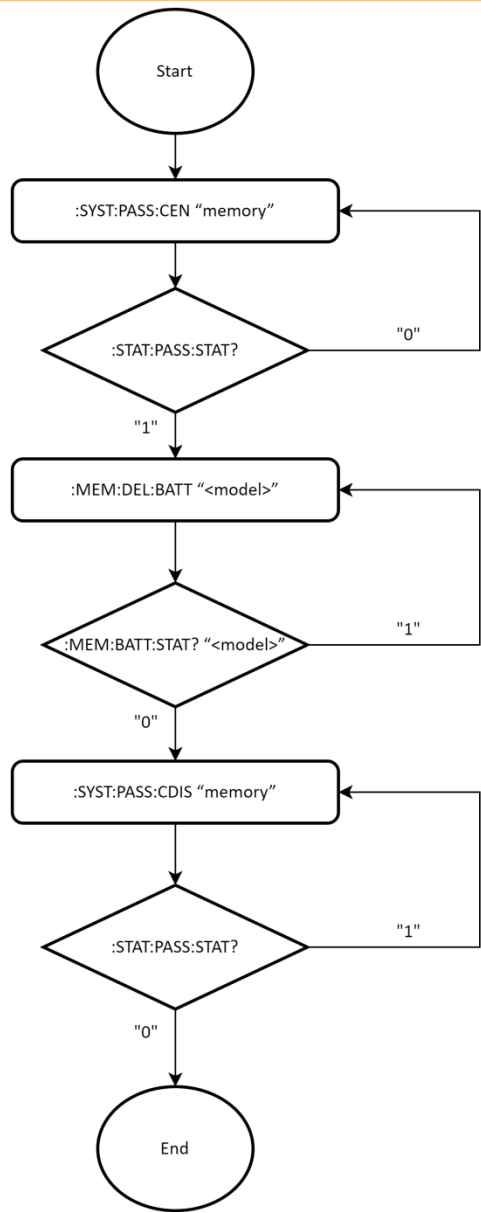 Start
:SYST:PASS:CEN “memory”
:STAT:PASS:STAT?
"0"
"1"
:MEM:DEL:BATT “<model>”
:MEM:BATT:STAT? “<model>”
"1"
"0"
:SYST:PASS:CDIS “memory”
:STAT:PASS:STAT?
"1"
"0"
End